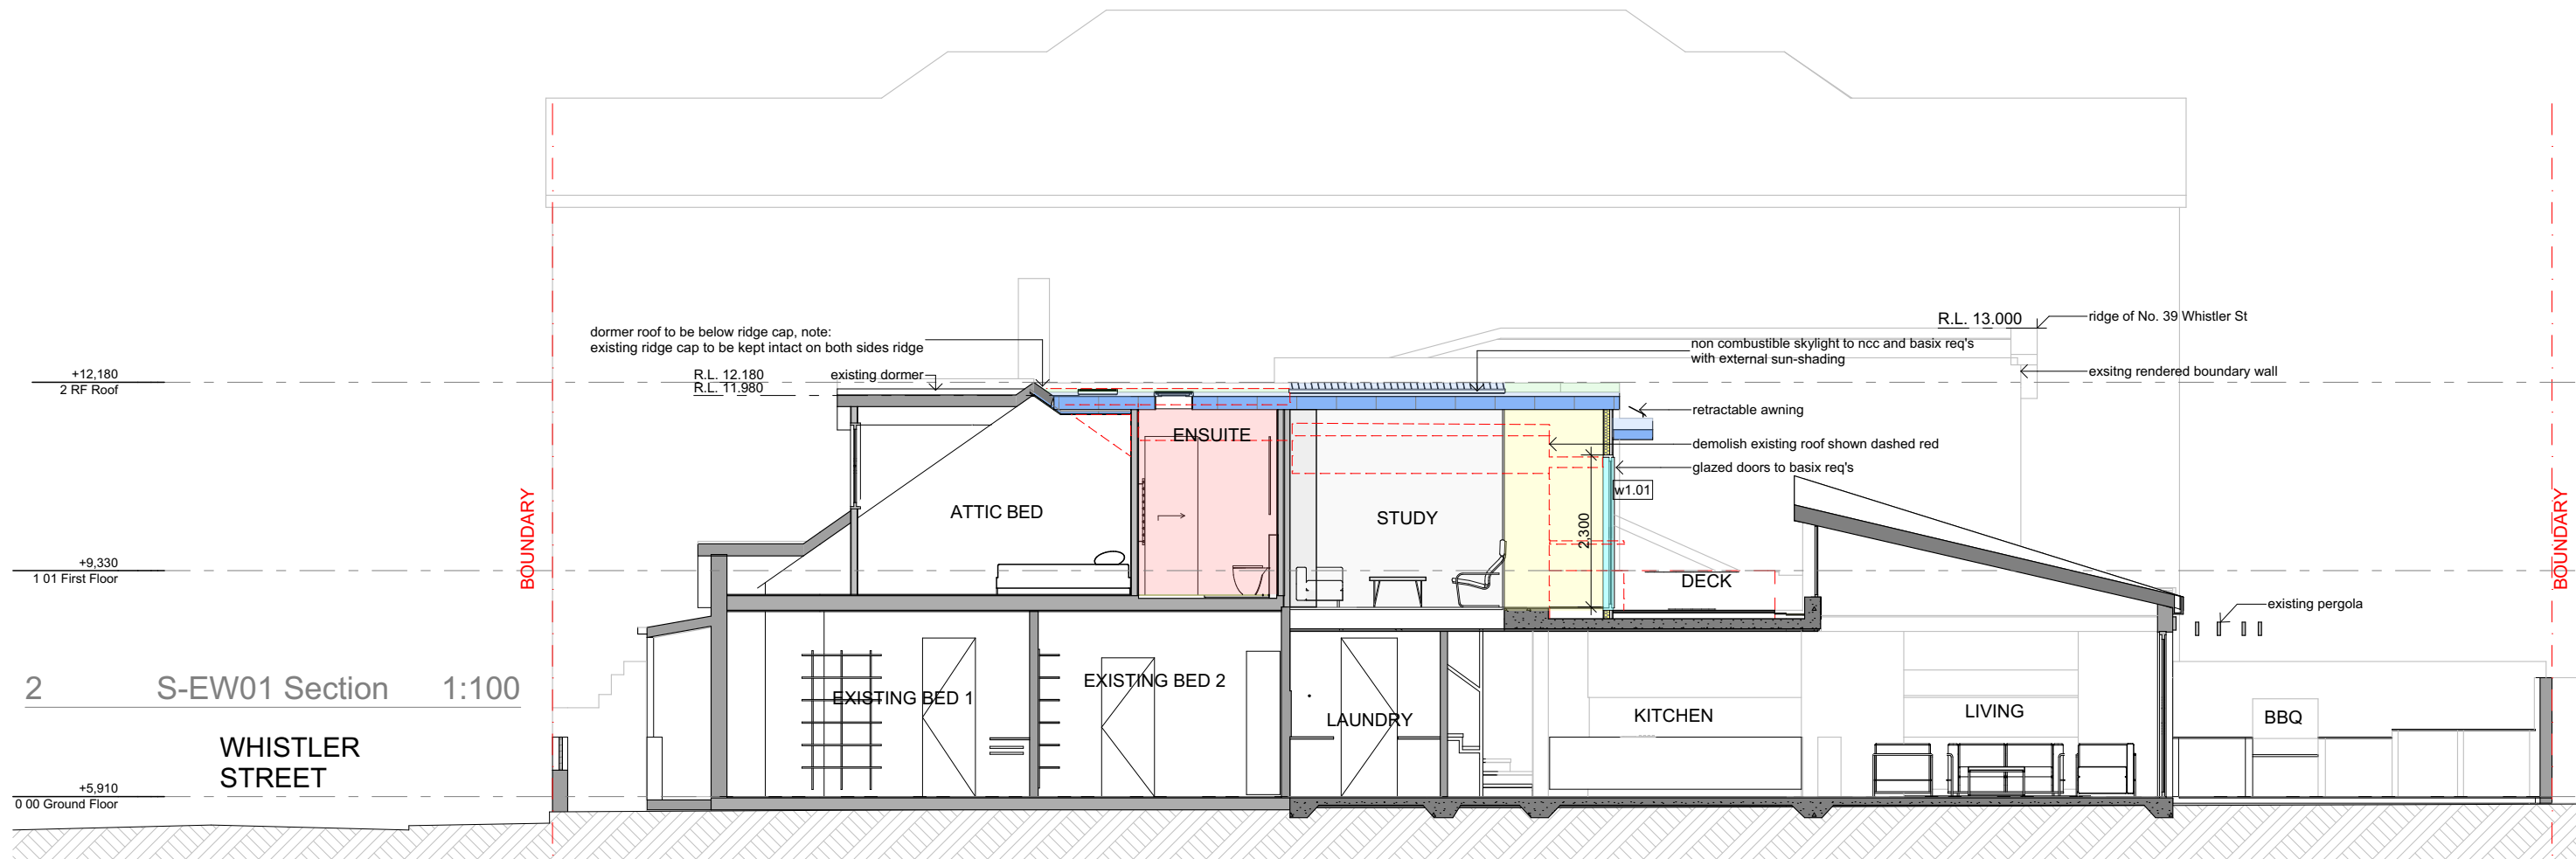 R.L. 13.000
ridge of No. 39 Whistler St
dormer roof to be below ridge cap, note:
existing ridge cap to be kept intact on both sides ridge
non combustible skylight to ncc and basix req's
with external sun-shading
exsitng rendered boundary wall
+12,180
2 RF Roof
R.L. 12.180
R.L. 11.980
existing dormer
retractable awning
ENSUITE
demolish existing roof shown dashed red
glazed doors to basix req's
w1.01
BOUNDARY
ATTIC BED
STUDY
2,300
BOUNDARY
+9,330
1 01 First Floor
DECK
existing pergola
2 S-EW01 Section 1:100
EXISTING BED 1
EXISTING BED 2
LAUNDRY
KITCHEN
LIVING
BBQ
WHISTLER
STREET
+5,910
0 00 Ground Floor